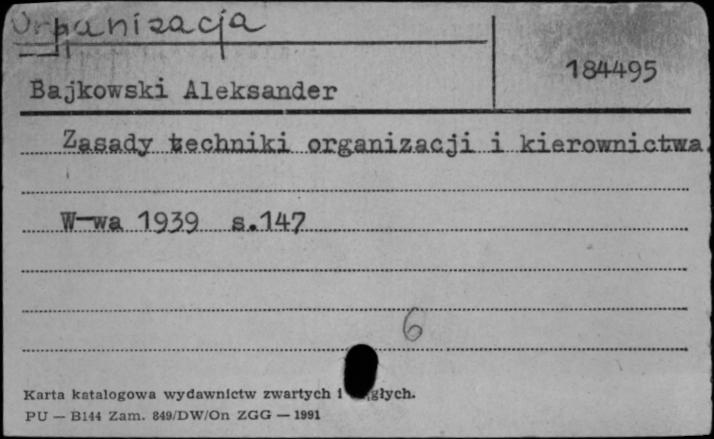 Organizacja
184495
Bajkowski Aleksander
Zasady techniki organizacji i kierownictwa.
W-wa 1939 s.147
6
Karta katalogowa wydawnictw zwartych i
PU — B144 Zam. 849/DW/On ZGG — 1991